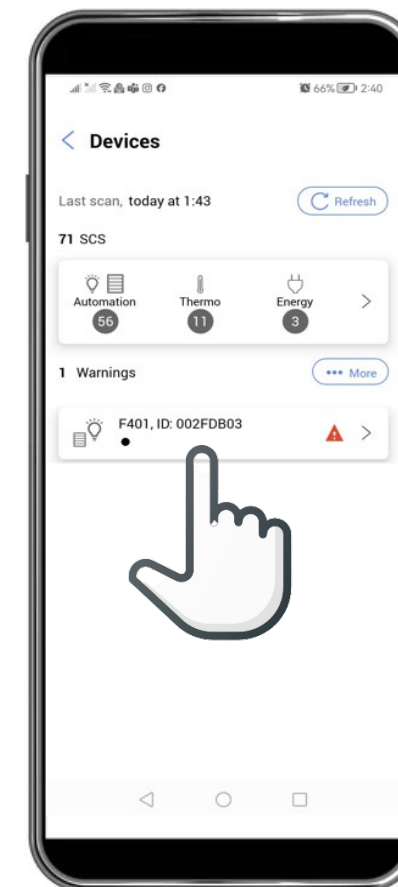 66% 2:40
Devices
Last scan, today at 1:43
Refresh
71 SCS
Automation Thermo Energy
56 11 3
1 Warnings
More
F401, ID: 002FDB03